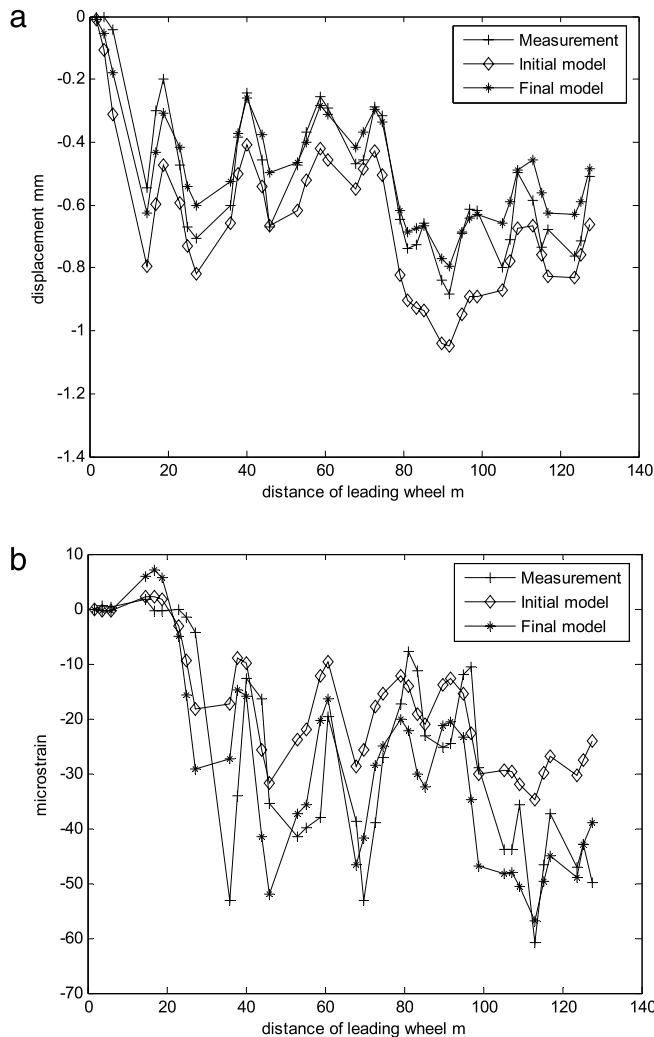 a
0
-0.2
-0.4
-0.6
-0.8
-1
-1.2
-1.4
displacement mm
Measurement
Initial model
Final model
0 20 40 60 80 100 120 140
distance of leading wheel m
b
10
0
-10
-20
-30
-40
-50
-60
-70
microstrain
Measurement
Initial model
Final model
0 20 40 60 80 100 120 140
distance of leading wheel m